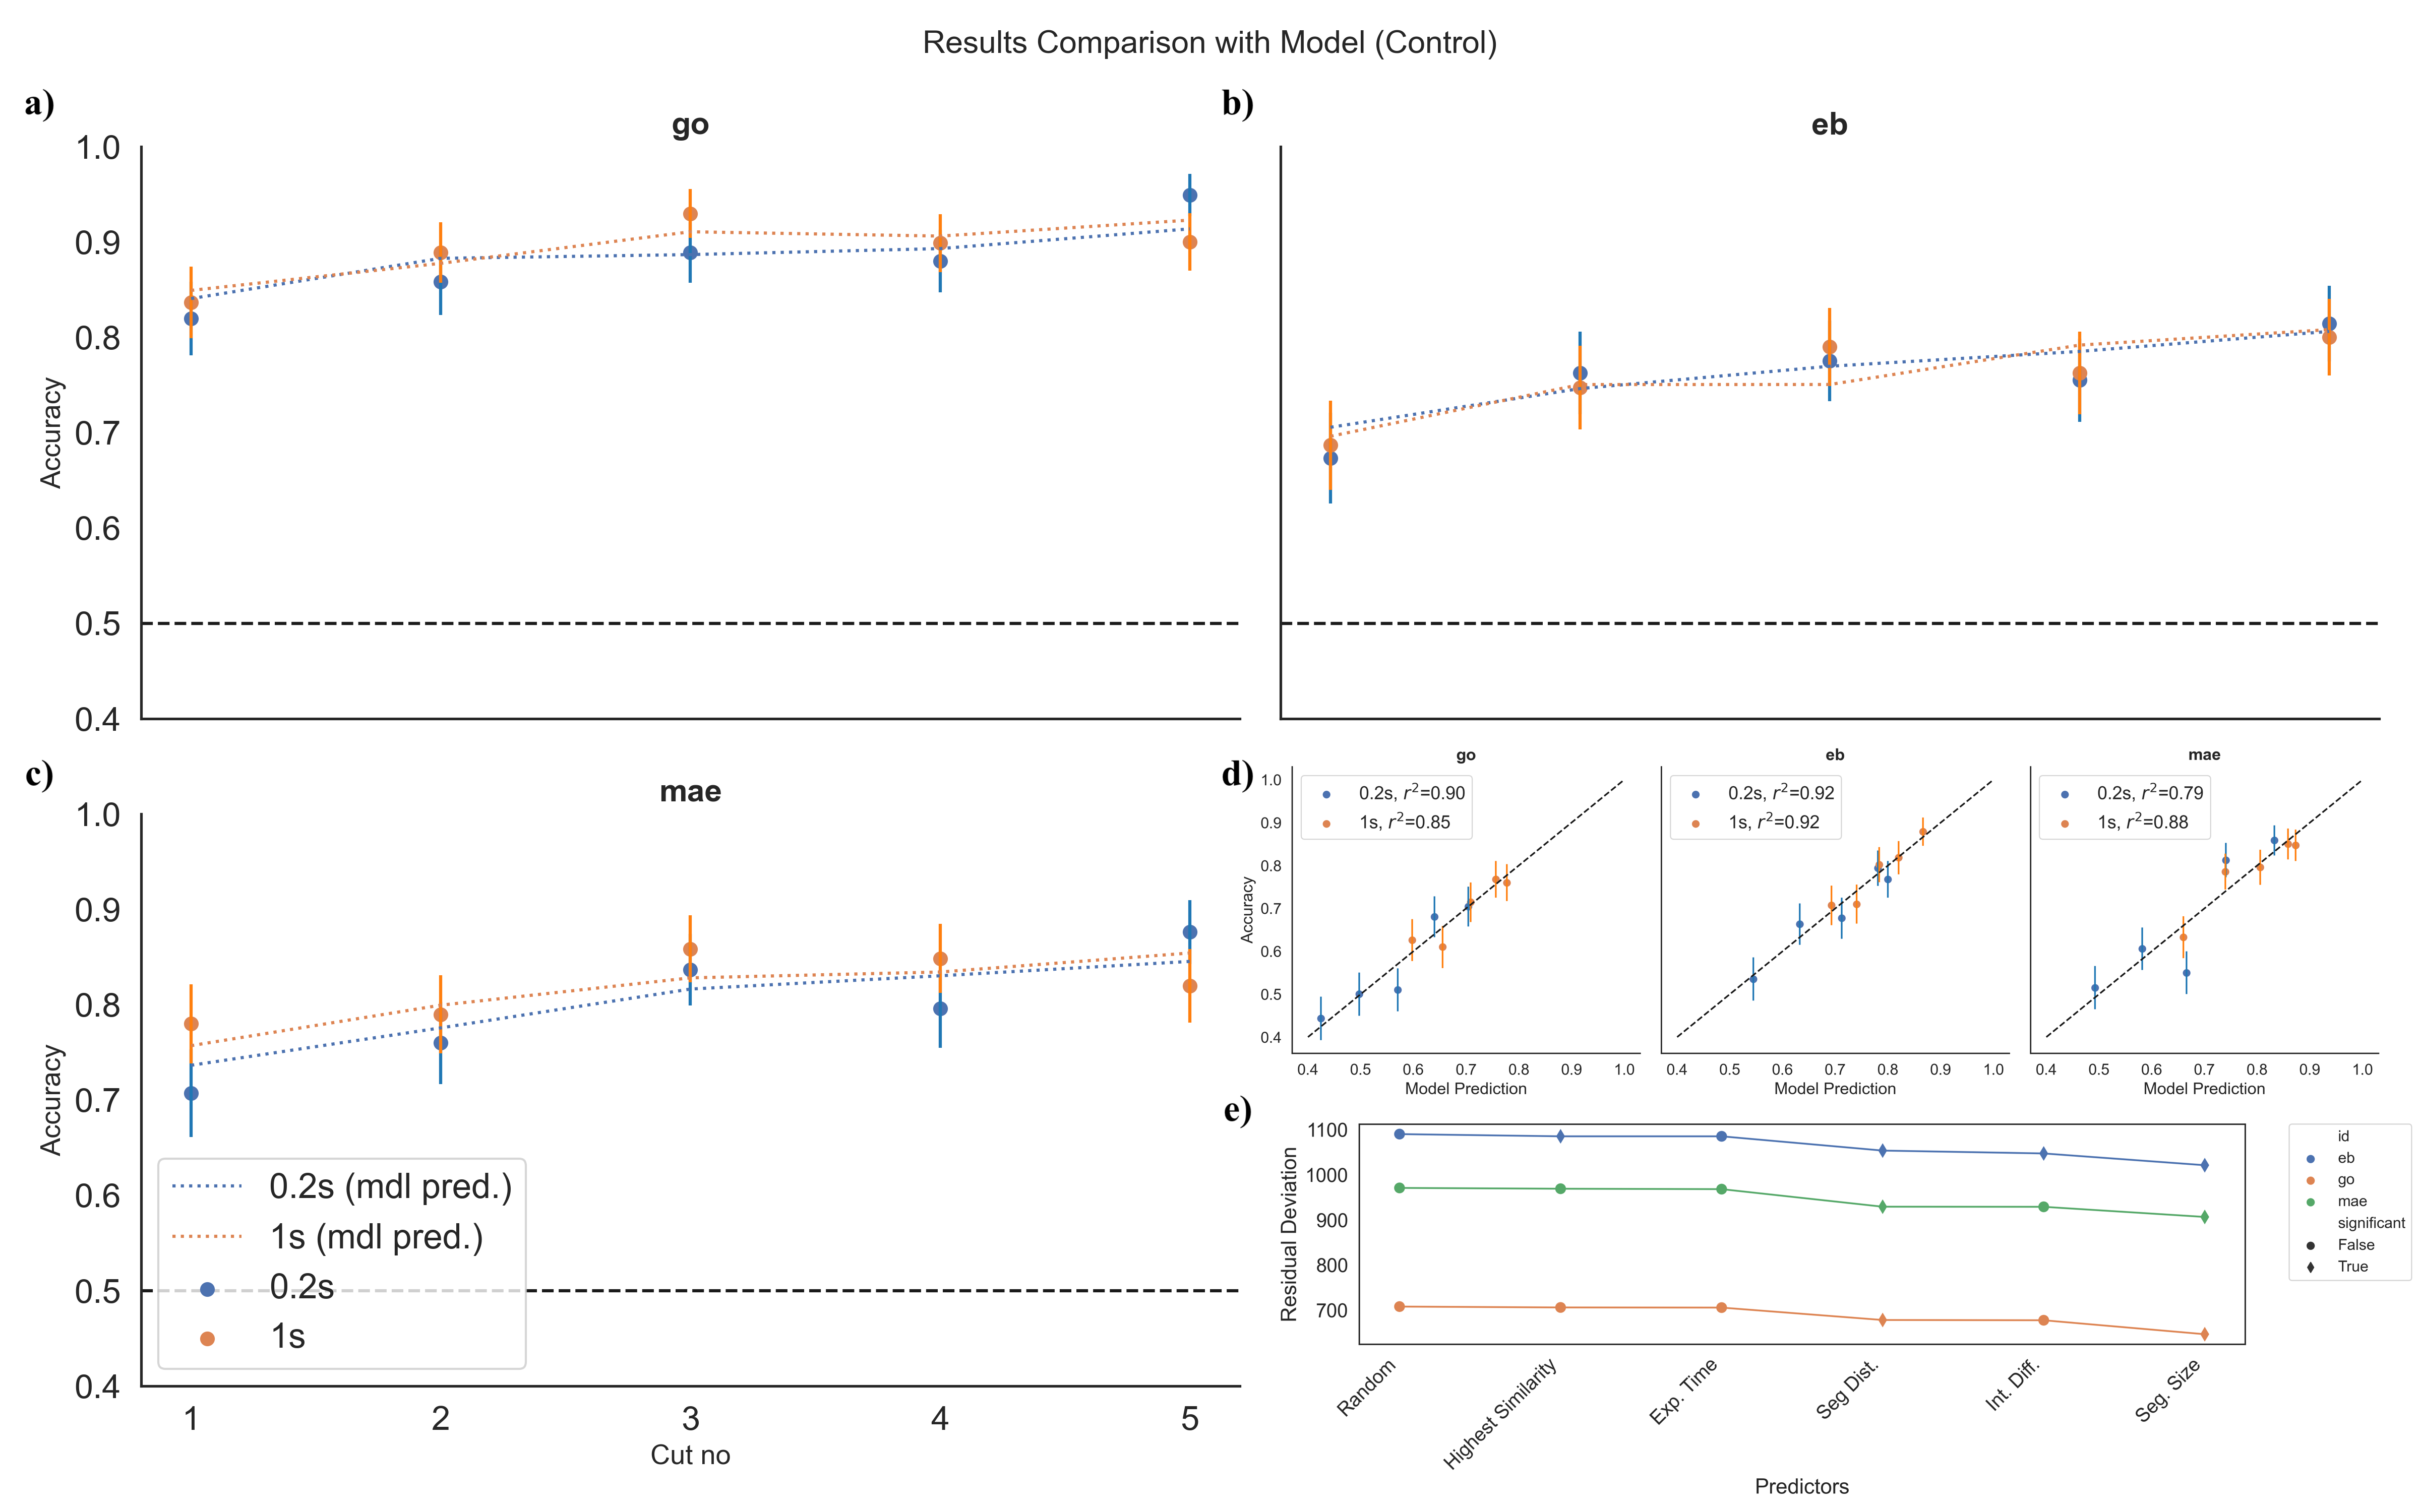 Results Comparison with Model (Control)
a)
go
1.0
0.9
0.8
0.7
0.6
0.5
0.4
Accuracy
b)
eb
c)
mae
1.0
0.9
0.8
0.7
0.6
0.5
0.4
Accuracy
0.2s (mdl pred.)
1s (mdl pred.)
0.2s
1s
1 2 3 4 5
Cut no
d)
go
0.2s, r²=0.90
1s, r²=0.85
1.0
0.9
0.8
0.7
0.6
0.5
0.4
Accuracy
0.4 0.5 0.6 0.7 0.8 0.9 1.0
Model Prediction
eb
0.2s, r²=0.92
1s, r²=0.92
0.4 0.5 0.6 0.7 0.8 0.9 1.0
Model Prediction
mae
0.2s, r²=0.79
1s, r²=0.88
0.4 0.5 0.6 0.7 0.8 0.9 1.0
Model Prediction
e)
1100
1000
900
800
700
Residual Deviation
Random
Highest Similarity
Exp. Time
Seg Dist.
Int. Diff.
Seg. Size
Predictors
id
eb
go
mae
significant
False
True